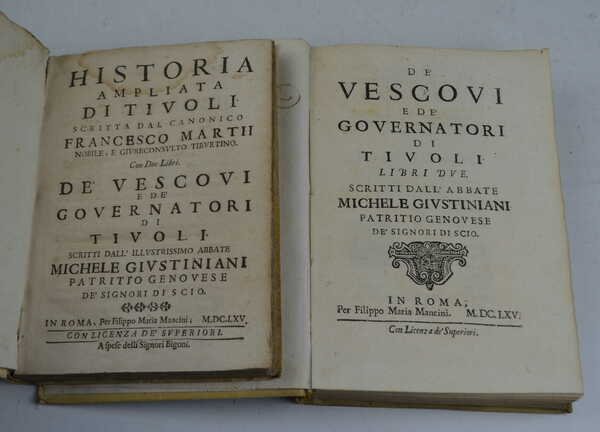 HISTORIA
AMPLIATA
DI TIVOLI.
SCRITTA DAL CANONICO
FRANCESCO MARTII
NOBILE, E GIVRECONSVLTO TIBVRTINO.
Con Due Libri.
DE' VESCOVI
E DE'
GOVERNATORI
DI
TIVOLI.
SCRITTI DALL' ILLVSTRISSIMO ABBATE
MICHELE GIVSTINIANI
PATRITIO GENOVESE
DE' SIGNORI DI SCIO.
IN ROMA, Per Filippo Maria Mancini, M.DC.LXV.
CON LICENZA DE' SVPERIORI.
A spese delli Signori Bigoni.
DE'
VESCOVI
E DE'
GOVERNATORI
DI
TIVOLI.
LIBRI DVE.
SCRITTI DALL' ABBATE
MICHELE GIVSTINIANI
PATRITIO GENOVESE
DE' SIGNORI DI SCIO.
IN ROMA,
Per Filippo Maria Mancini. M.DC.LXV.
Con Licenza de' Superiori.